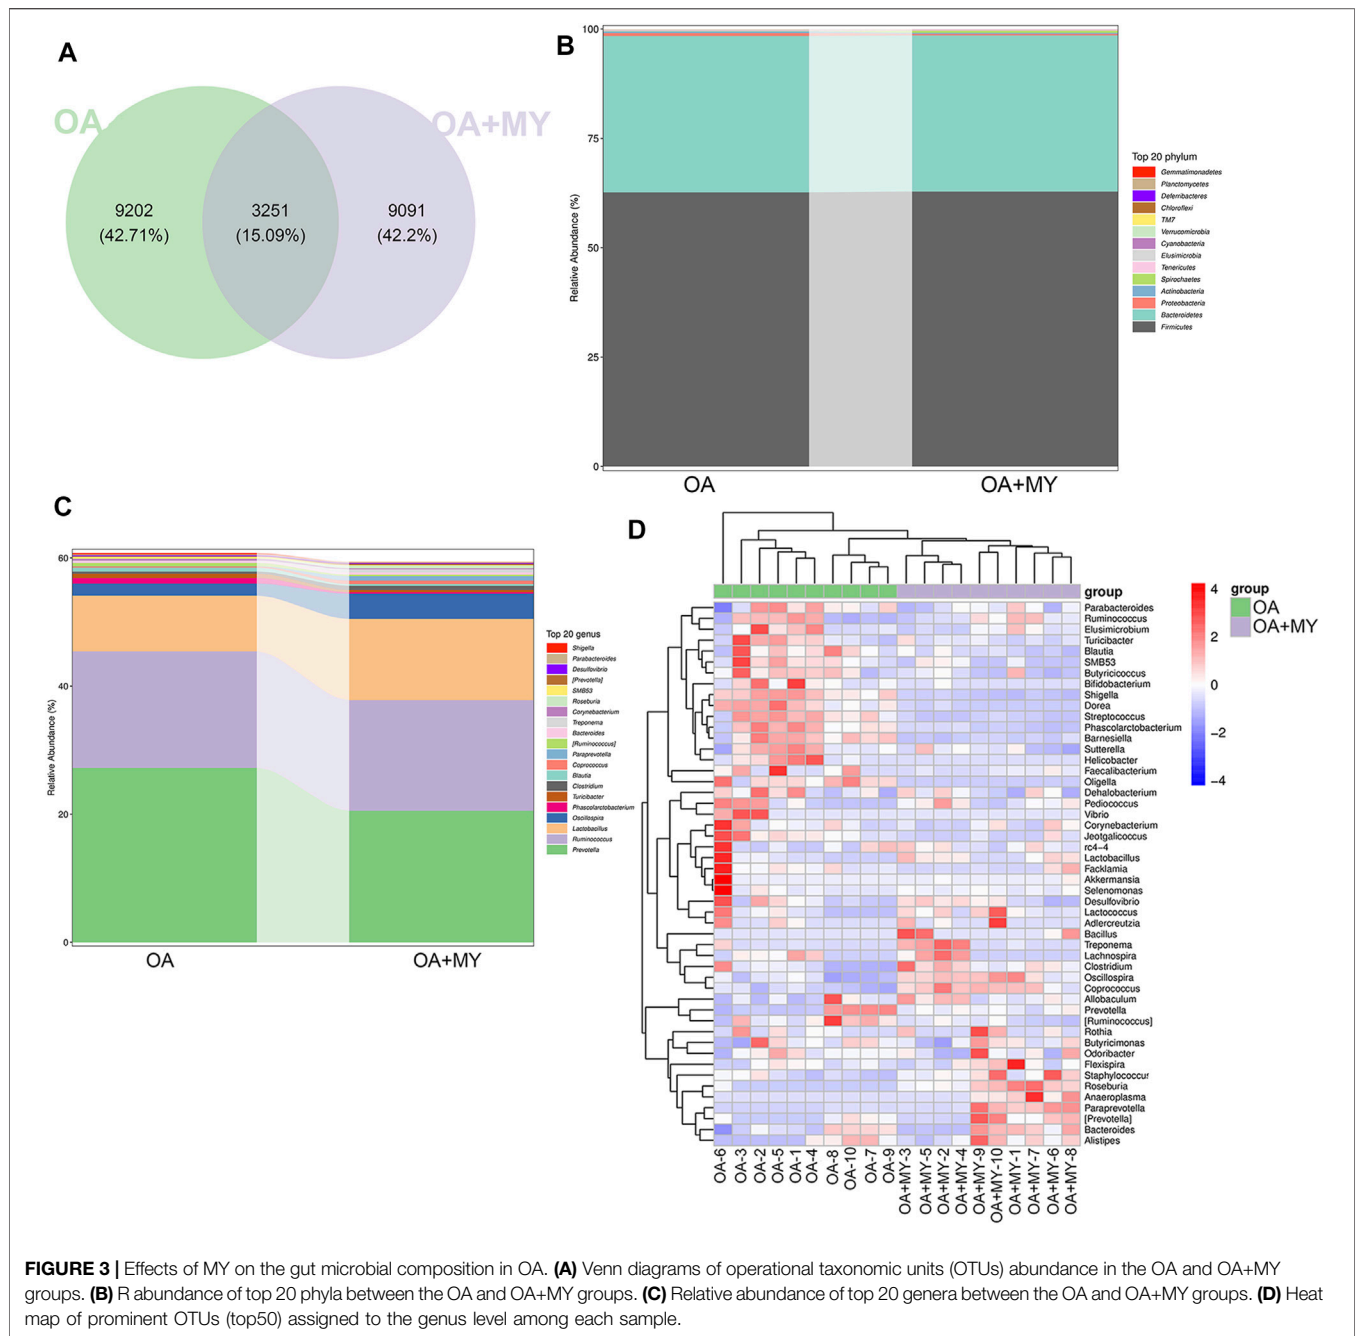 A
OA
OA+MY
9202
(42.71%)
3251
(15.09%)
9091
(42.2%)
B
Relative Abundance (%)
100
75
50
25
0
OA
OA+MY
Top 20 phylum
Gemmatimonadetes
Planctomycetes
Deferribacteres
Chloroflexi
TM7
Verrucomicrobia
Cyanobacteria
Elusimicrobia
Tenericutes
Spirochaetes
Actinobacteria
Proteobacteria
Bacteroidetes
Firmicutes
C
Relative Abundance (%)
60
40
20
0
OA
OA+MY
Top 20 genus
Shigella
Parabacteroides
Desulfovibrio
[Prevotella]
SMB53
Roseburia
Corynebacterium
Treponema
Bacteroides
[Ruminococcus]
Paraprevotella
Coprococcus
Blautia
Clostridium
Turicibacter
Phascolarctobacterium
Oscillospira
Lactobacillus
Ruminococcus
Prevotella
D
group
Parabacteroides
Ruminococcus
Elusimicrobium
Turicibacter
Blautia
SMB53
Butyricicoccus
Bifidobacterium
Shigella
Dorea
Streptococcus
Phascolarctobacterium
Barnesiella
Sutterella
Helicobacter
Faecalibacterium
Oligella
Dehalobacterium
Pediococcus
Vibrio
Corynebacterium
Jeotgalicoccus
rc4-4
Lactobacillus
Facklamia
Akkermansia
Selenomonas
Desulfovibrio
Lactococcus
Adlercreutzia
Bacillus
Treponema
Lachnospira
Clostridium
Oscillospira
Coprococcus
Allobaculum
Prevotella
[Ruminococcus]
Rothia
Butyricimonas
Odoribacter
Flexispira
Staphylococcus
Roseburia
Anaeroplasma
Paraprevotella
[Prevotella]
Bacteroides
Alistipes
OA-6
OA-3
OA-2
OA-5
OA-1
OA-4
OA-8
OA-10
OA-7
OA-9
OA+MY-3
OA+MY-5
OA+MY-2
OA+MY-4
OA+MY-9
OA+MY-10
OA+MY-1
OA+MY-7
OA+MY-6
OA+MY-8
4
2
0
−2
−4
group
OA
OA+MY
FIGURE 3 | Effects of MY on the gut microbial composition in OA. (A) Venn diagrams of operational taxonomic units (OTUs) abundance in the OA and OA+MY
groups. (B) R abundance of top 20 phyla between the OA and OA+MY groups. (C) Relative abundance of top 20 genera between the OA and OA+MY groups. (D) Heat
map of prominent OTUs (top50) assigned to the genus level among each sample.